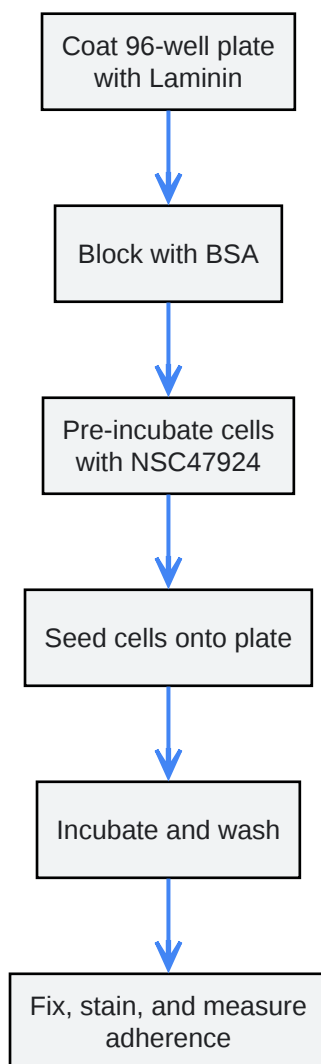 Coat 96-well plate
with Laminin
Block with BSA
Pre-incubate cells
with NSC47924
Seed cells onto plate
Incubate and wash
Fix, stain, and measure
adherence